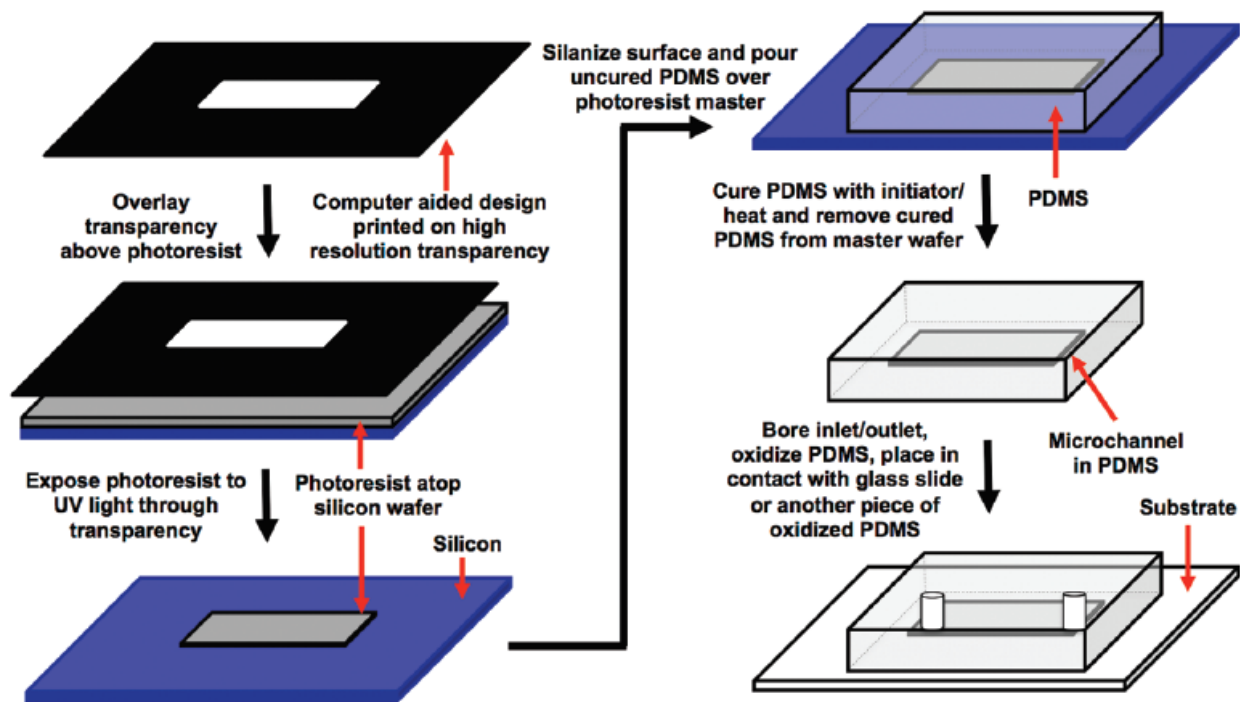 Overlay
transparency
above photoresist
Computer aided design
printed on high
resolution transparency
Expose photoresist to
UV light through
transparency
Photoresist atop
silicon wafer
Silicon
Silanize surface and pour
uncured PDMS over
photoresist master
Cure PDMS with initiator/
heat and remove cured
PDMS from master wafer
PDMS
Bore inlet/outlet,
oxidize PDMS, place in
contact with glass slide
or another piece of
oxidized PDMS
Microchannel
in PDMS
Substrate